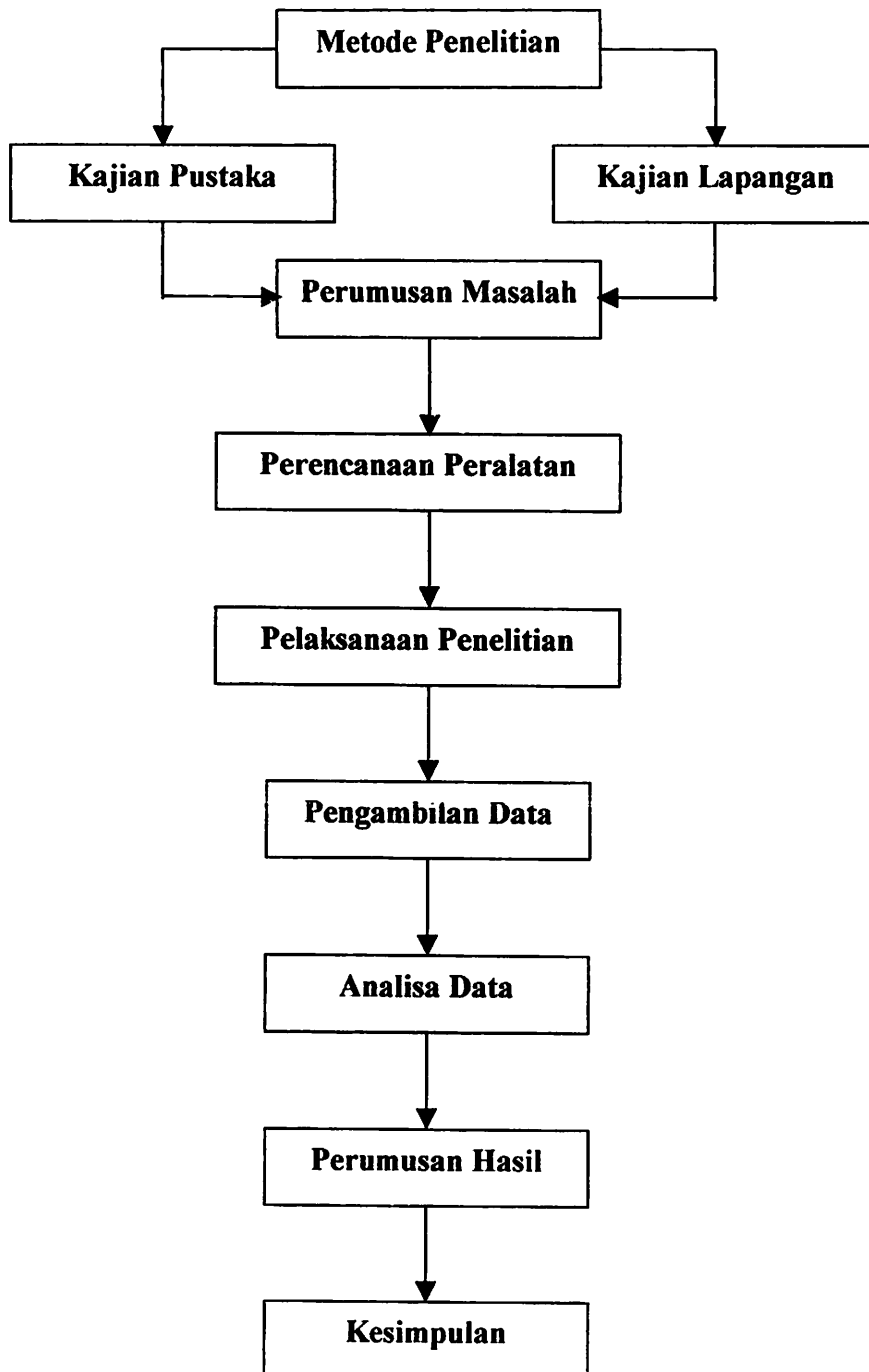 Metode Penelitian
Kajian Pustaka
Kajian Lapangan
Perumusan Masalah
Perencanaan Peralatan
Pelaksanaan Penelitian
Pengambilan Data
Analisa Data
Perumusan Hasil
Kesimpulan